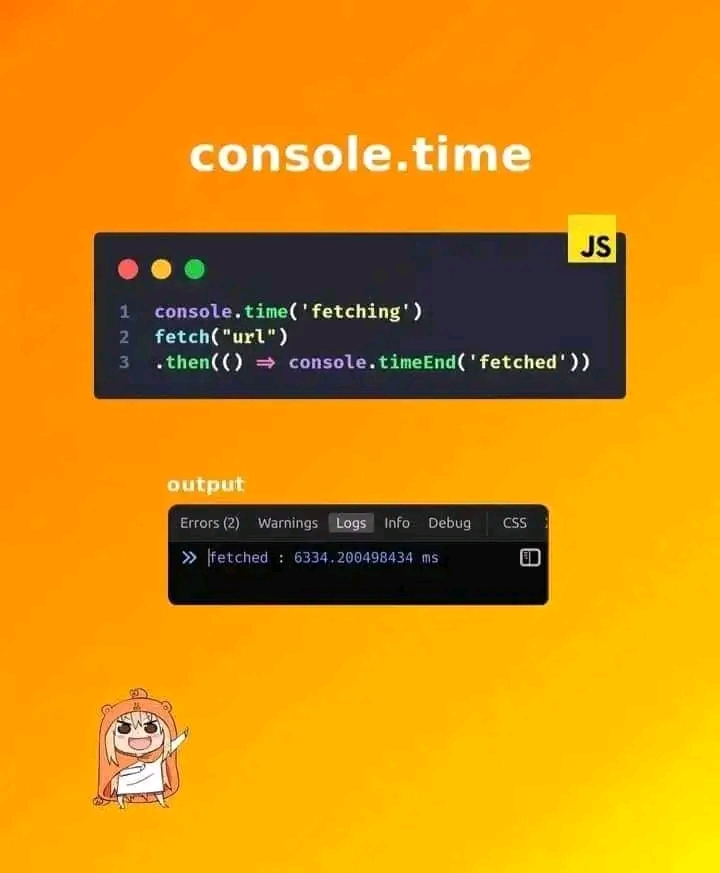 console.time
JS
1 console.time('fetching')
2 fetch("url")
3 .then(() => console.timeEnd('fetched'))
output
Errors (2) Warnings Logs Info Debug CSS
» fetched : 6334.200498434 ms